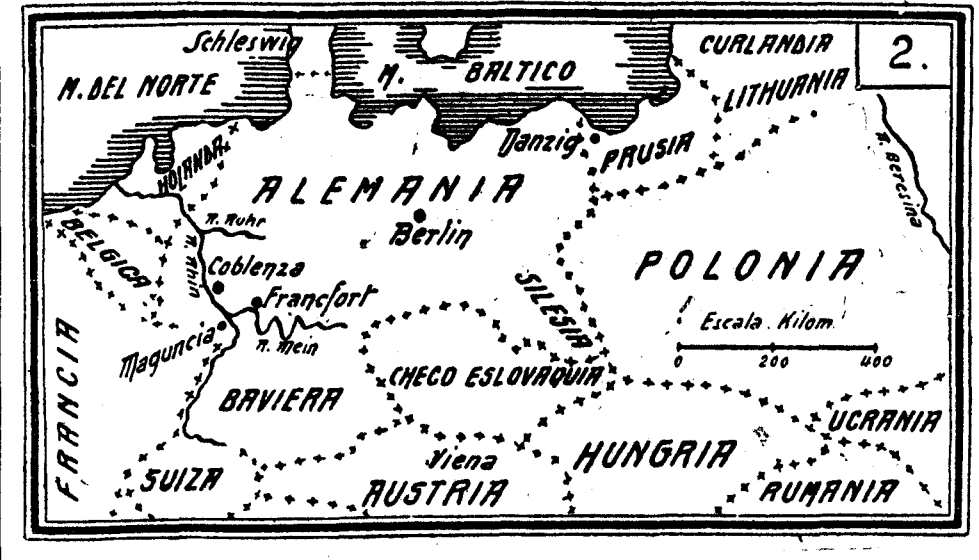 Schleswig
M. DEL NORTE
M. BALTICO
CURLANDIA
2.
LITHUANIA
HOLANDA
Danzig
PRUSIA
R. Beresina
ALEMANIA
R. Ruhr
Berlin
BELGICA
R. Rhin
POLONIA
Coblenza
Francfort
SILESIA
Escala Kilom.
0 200 400
Maguncia
R. Mein
FRANCIA
BAVIERA
CHECO ESLOVAQUIA
UCRANIA
Viena
HUNGRIA
SUIZA
AUSTRIA
RUMANIA